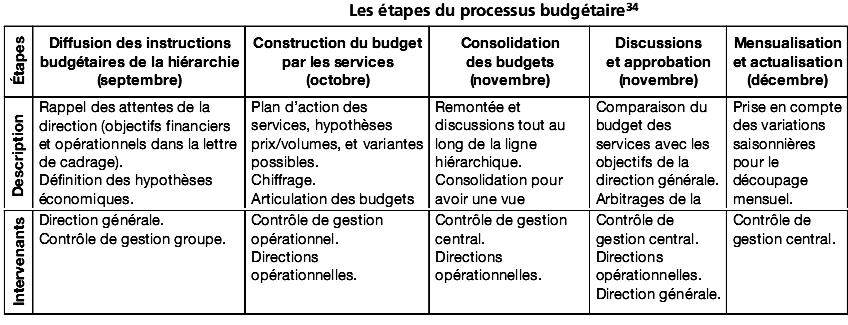 Les étapes du processus budgétaire34
Étapes
Diffusion des instructions
budgétaires de la hiérarchie
(septembre)
Construction du budget
par les services
(octobre)
Consolidation
des budgets
(novembre)
Discussions
et approbation
(novembre)
Mensualisation
et actualisation
(décembre)
Description
Rappel des attentes de la
direction (objectifs financiers
et opérationnels dans la lettre
de cadrage).
Définition des hypothèses
économiques.
Plan d'action des
services, hypothèses
prix/volumes, et variantes
possibles.
Chiffrage.
Articulation des budgets
Remontée et
discussions tout au
long de la ligne
hiérarchique.
Consolidation pour
avoir une vue
Comparaison du
budget des
services avec les
objectifs de la
direction générale.
Arbitrages de la
Prise en compte
des variations
saisonnières
pour le
découpage
mensuel.
Intervenants
Direction générale.
Contrôle de gestion groupe.
Contrôle de gestion
opérationnel.
Directions
opérationnelles.
Contrôle de gestion
central.
Directions
opérationnelles.
Contrôle de
gestion central.
Directions
opérationnelles.
Direction générale.
Contrôle de
gestion central.